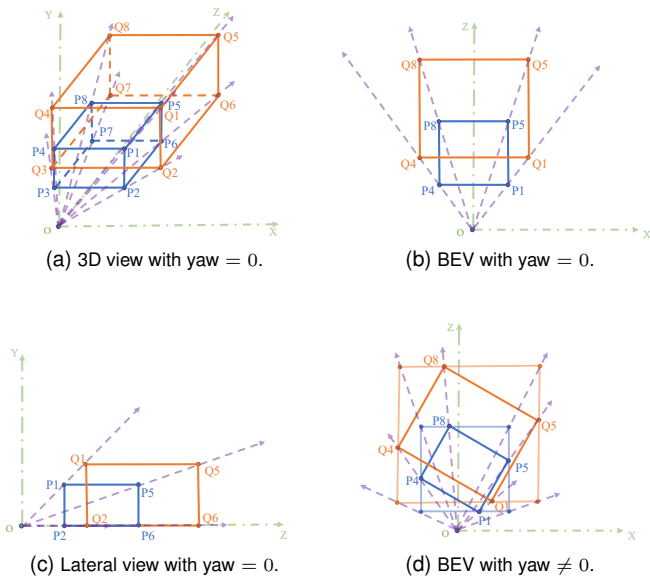 Y
Z
Q8
Q5
Q7
Q6
P8
P5
Q4
Q1
P7
P6
P4
P1
Q3
Q2
P3
P2
O
X
(a) 3D view with yaw = 0.
Z
Q8
Q5
P8
P5
Q4
Q1
P4
P1
O
X
(b) BEV with yaw = 0.
Y
Q1
Q5
P1
P5
O
Q2
Q6
P2
P6
Z
(c) Lateral view with yaw = 0.
Z
Q8
P8
Q5
Q4
P5
P4
Q1
P1
O
X
(d) BEV with yaw ≠ 0.